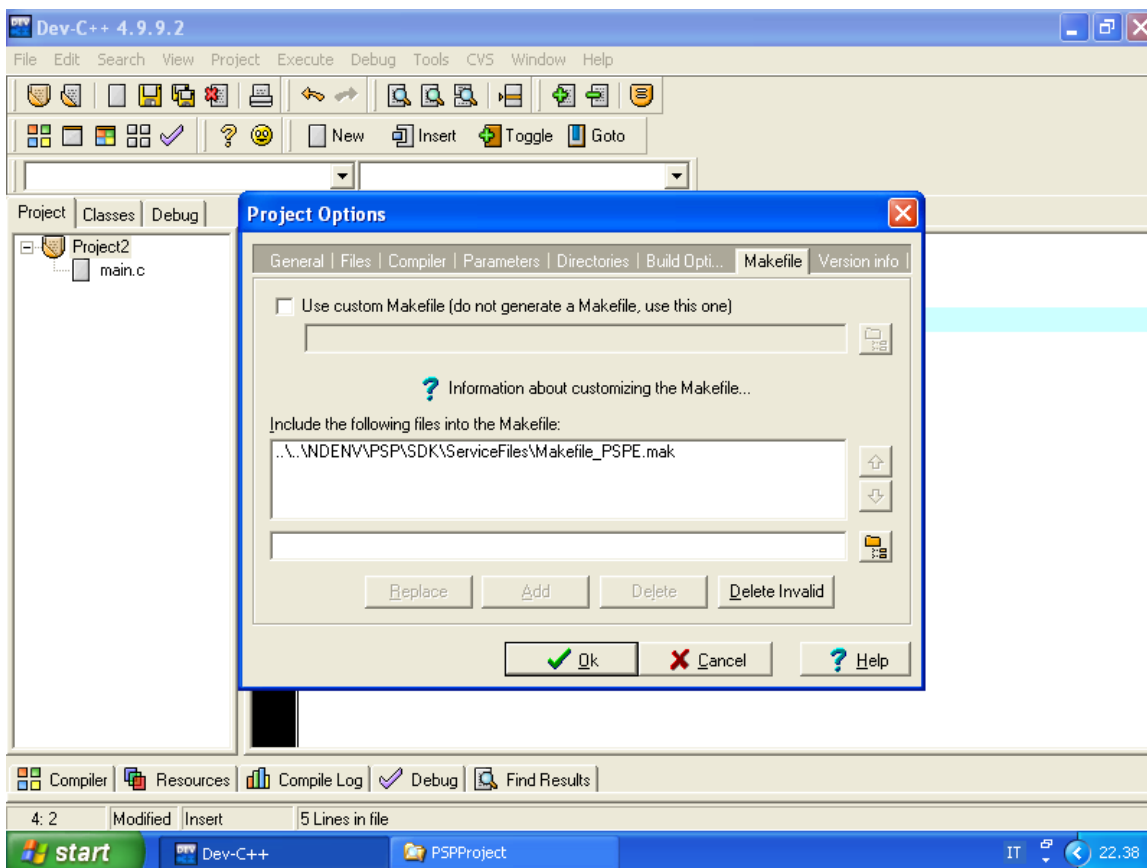 Dev-C++ 4.9.9.2
File Edit Search View Project Execute Debug Tools CVS Window Help
New Insert Toggle Goto
Project Classes Debug
Project2
main.c
Project Options
General Files Compiler Parameters Directories Build Opti... Makefile Version info
Use custom Makefile (do not generate a Makefile, use this one)
Information about customizing the Makefile...
Include the following files into the Makefile:
..\..\NDENV\PSP\SDK\ServiceFiles\Makefile_PSPE.mak
Replace Add Delete Delete Invalid
Ok Cancel Help
Compiler Resources Compile Log Debug Find Results
4: 2 Modified Insert 5 Lines in file
start Dev-C++ PSPProject IT 22.38